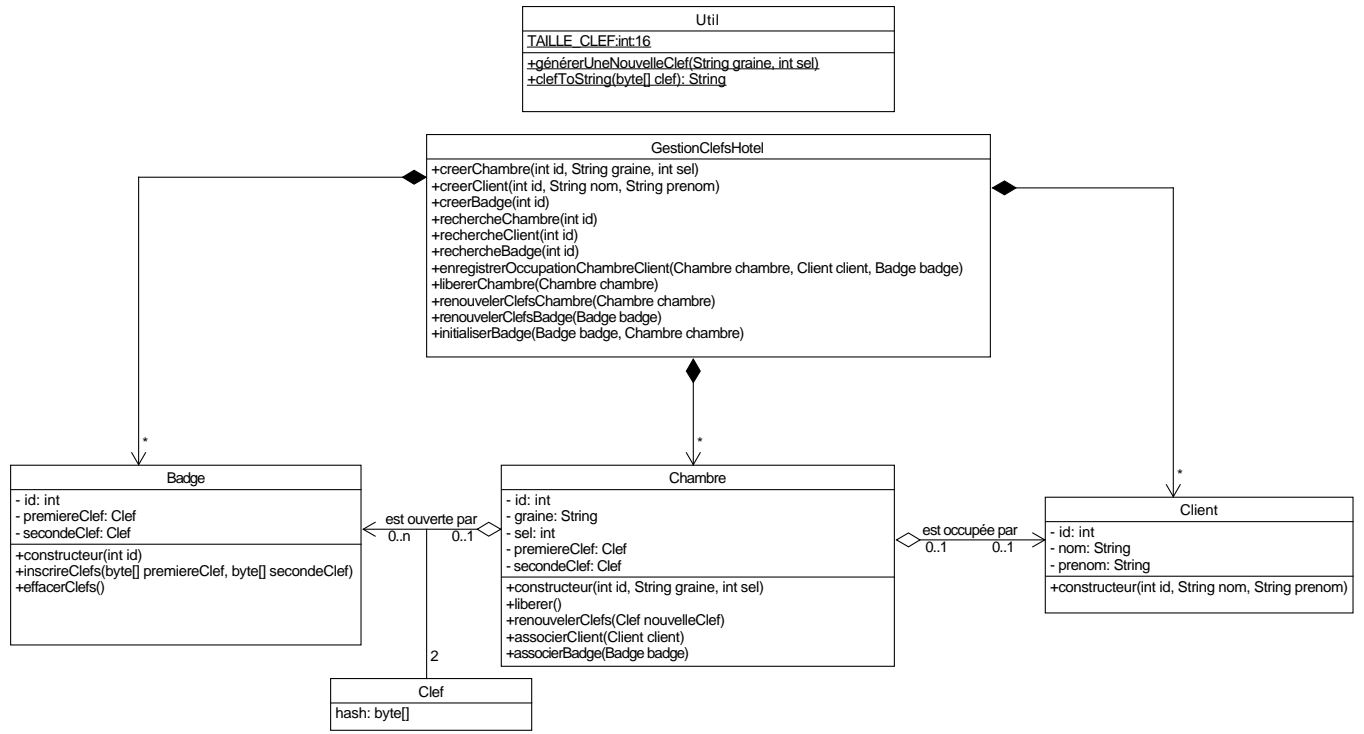 Util
TAILLE_CLEF:int:16
+générerUneNouvelleClef(String graine, int sel)
+clefToString(byte[] clef): String
GestionClefsHotel
+creerChambre(int id, String graine, int sel)
+creerClient(int id, String nom, String prenom)
+creerBadge(int id)
+rechercheChambre(int id)
+rechercheClient(int id)
+rechercheBadge(int id)
+enregistrerOccupationChambreClient(Chambre chambre, Client client, Badge badge)
+libererChambre(Chambre chambre)
+renouvelerClefsChambre(Chambre chambre)
+renouvelerClefsBadge(Badge badge)
+initialiserBadge(Badge badge, Chambre chambre)
*
*
*
Badge
- id: int
- premiereClef: Clef
- secondeClef: Clef
+constructeur(int id)
+inscrireClefs(byte[] premiereClef, byte[] secondeClef)
+effacerClefs()
est ouverte par
0..n 0..1
Chambre
- id: int
- graine: String
- sel: int
- premiereClef: Clef
- secondeClef: Clef
+constructeur(int id, String graine, int sel)
+liberer()
+renouvelerClefs(Clef nouvelleClef)
+associerClient(Client client)
+associerBadge(Badge badge)
est occupée par
0..1 0..1
Client
- id: int
- nom: String
- prenom: String
+constructeur(int id, String nom, String prenom)
2
Clef
hash: byte[]